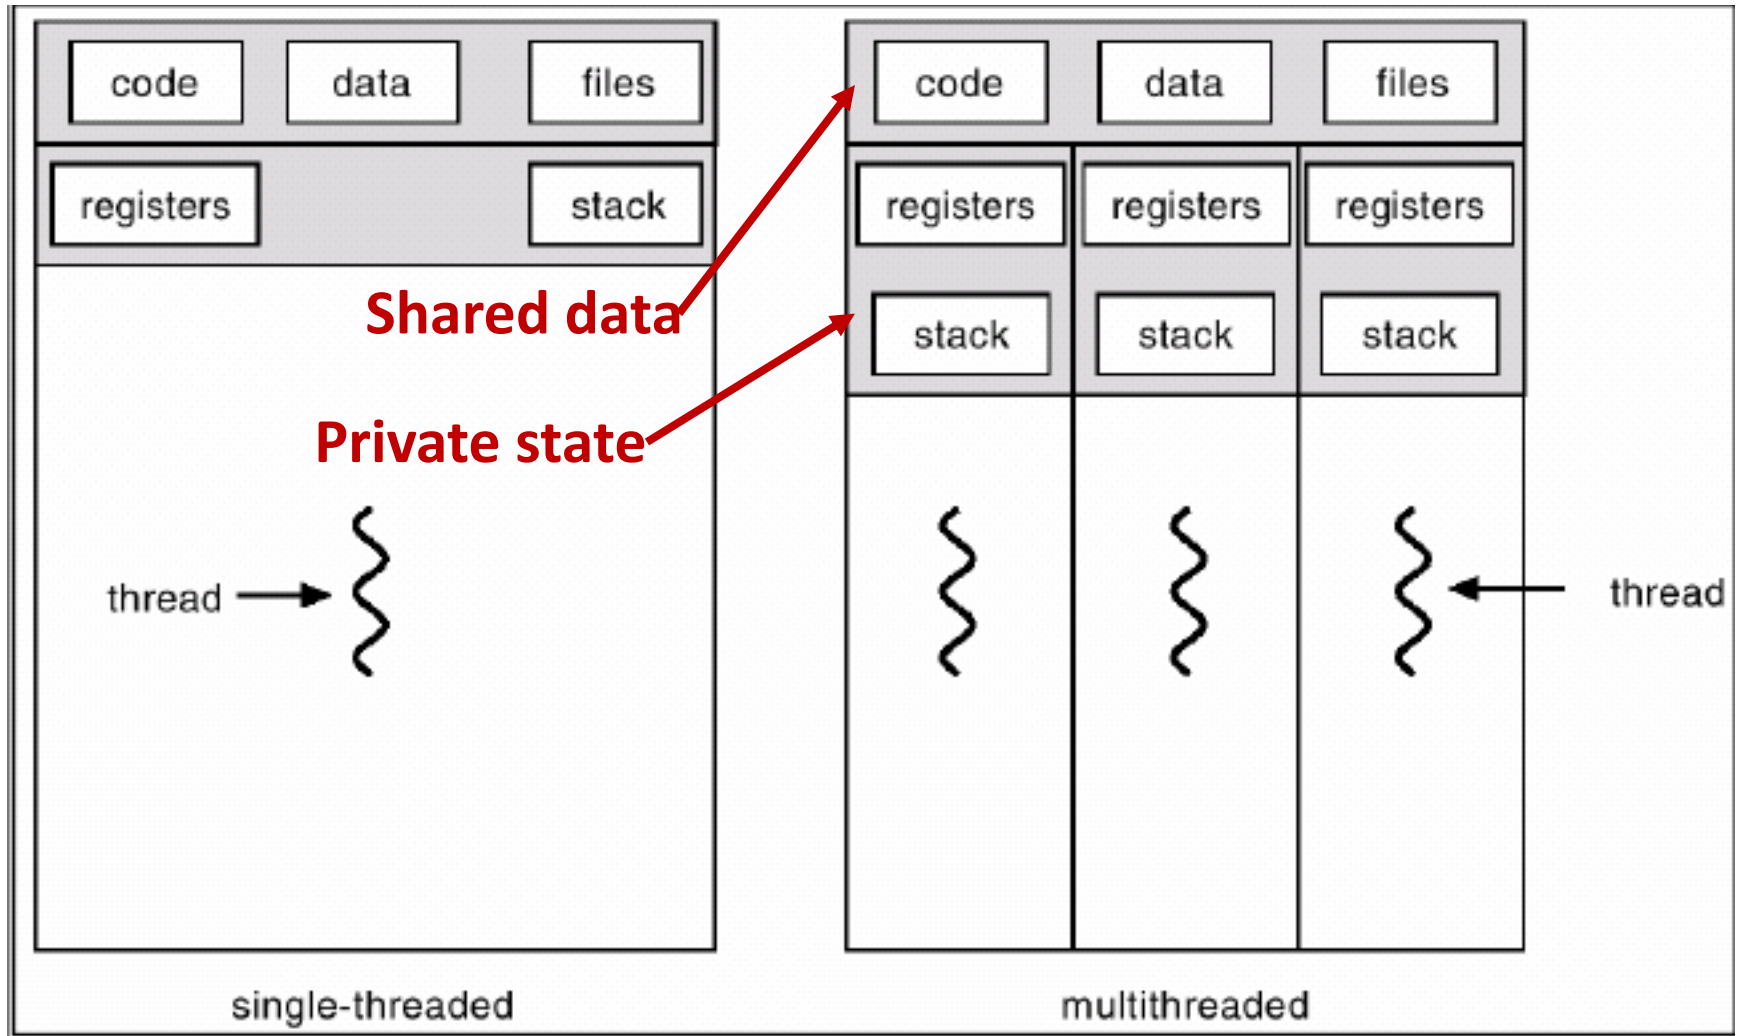 code data files
registers stack
Shared data
Private state
thread
single-threaded
code data files
registers registers registers
stack stack stack
thread
multithreaded